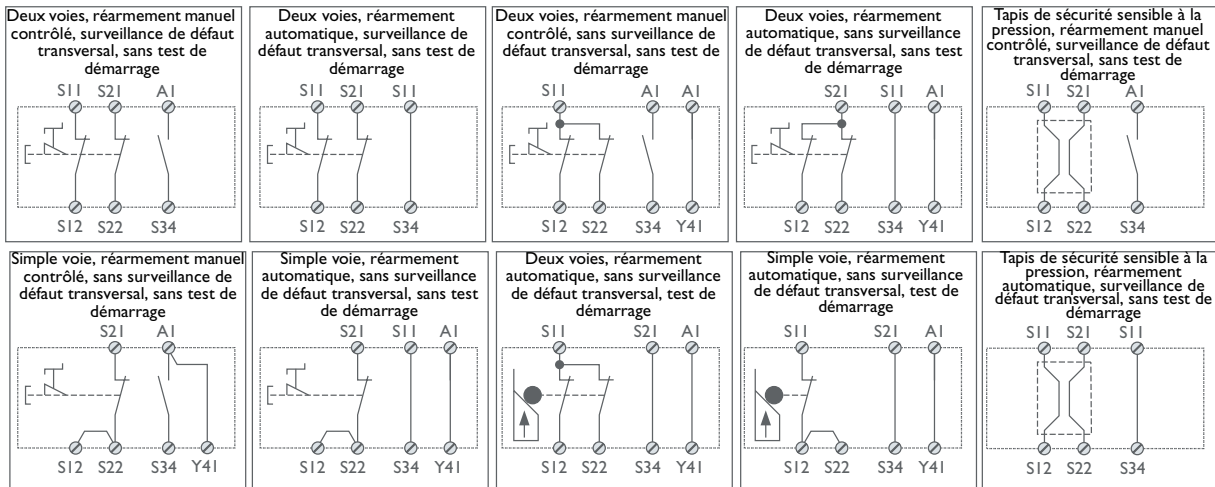 Deux voies, réarmement manuel
contrôlé, surveillance de défaut
transversal, sans test de
démarrage
S11 S21 A1
S12 S22 S34
Deux voies, réarmement
automatique, surveillance de
défaut transversal, sans test de
démarrage
S11 S21 S11
S12 S22 S34
Deux voies, réarmement manuel
contrôlé, sans surveillance de
défaut transversal, sans test de
démarrage
S11 A1 A1
S12 S22 S34 Y41
Deux voies, réarmement
automatique, sans surveillance
de défaut transversal, sans test
de démarrage
S21 S11 A1
S12 S22 S34 Y41
Tapis de sécurité sensible à la
pression, réarmement manuel
contrôlé, surveillance de défaut
transversal, sans test de
démarrage
S11 S21 A1
S12 S22 S34
Simple voie, réarmement manuel
contrôlé, sans surveillance de
défaut transversal, sans test de
démarrage
S21 A1
S12 S22 S34 Y41
Simple voie, réarmement
automatique, sans surveillance
de défaut transversal, sans test
de démarrage
S21 S11 A1
S12 S22 S34 Y41
Deux voies, réarmement
automatique, sans surveillance
de défaut transversal, test de
démarrage
S11 S21 A1
S12 S22 S34 Y41
Simple voie, réarmement
automatique, sans surveillance
de défaut transversal, test de
démarrage
S11 S21 A1
S12 S22 S34 Y41
Tapis de sécurité sensible à la
pression, réarmement
automatique, surveillance de
défaut transversal, sans test de
démarrage
S11 S21 S11
S12 S22 S34